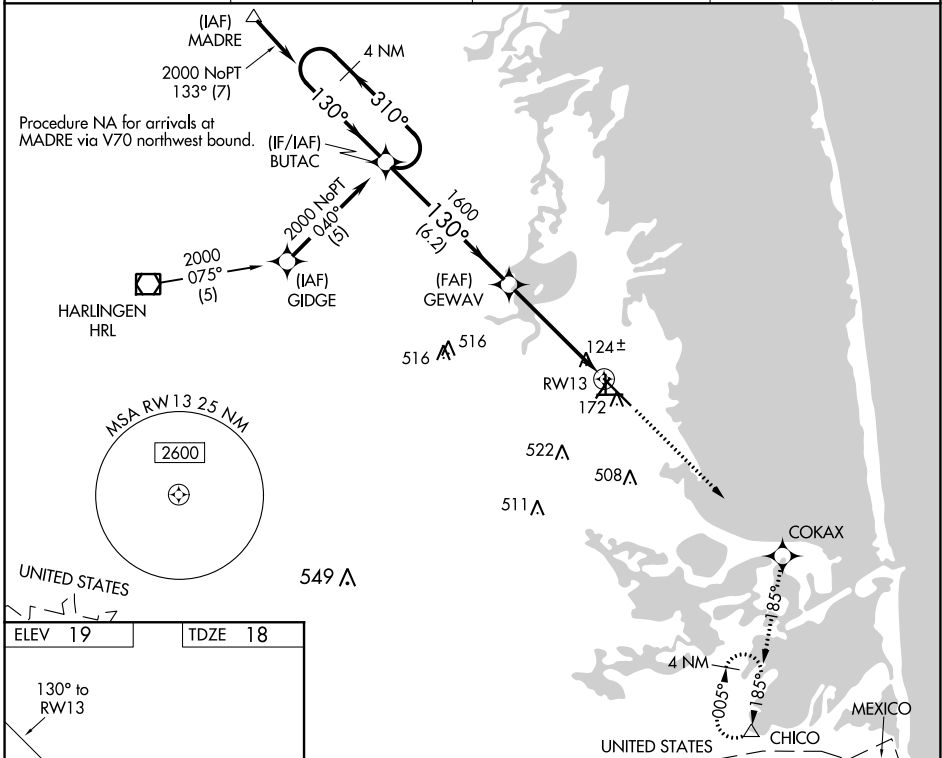 (IAF)
MADRE
2000 NoPT
133° (7)
4 NM
130°
310°
Procedure NA for arrivals at
MADRE via V70 northwest bound.
(IF/IAF)
BUTAC
2000 NoPT
040°
(5)
1600
130°
(6.2)
2000
075°
(5)
(IAF)
GIDGE
HARLINGEN
HRL
(FAF)
GEWAV
516
516
124±
RW13
172
MSA RW13 25 NM
2600
522
508
511
549
COKAX
185°
UNITED STATES
ELEV 19
TDZE 18
130° to
RW13
4 NM
005°
185°
CHICO
MEXICO
UNITED STATES